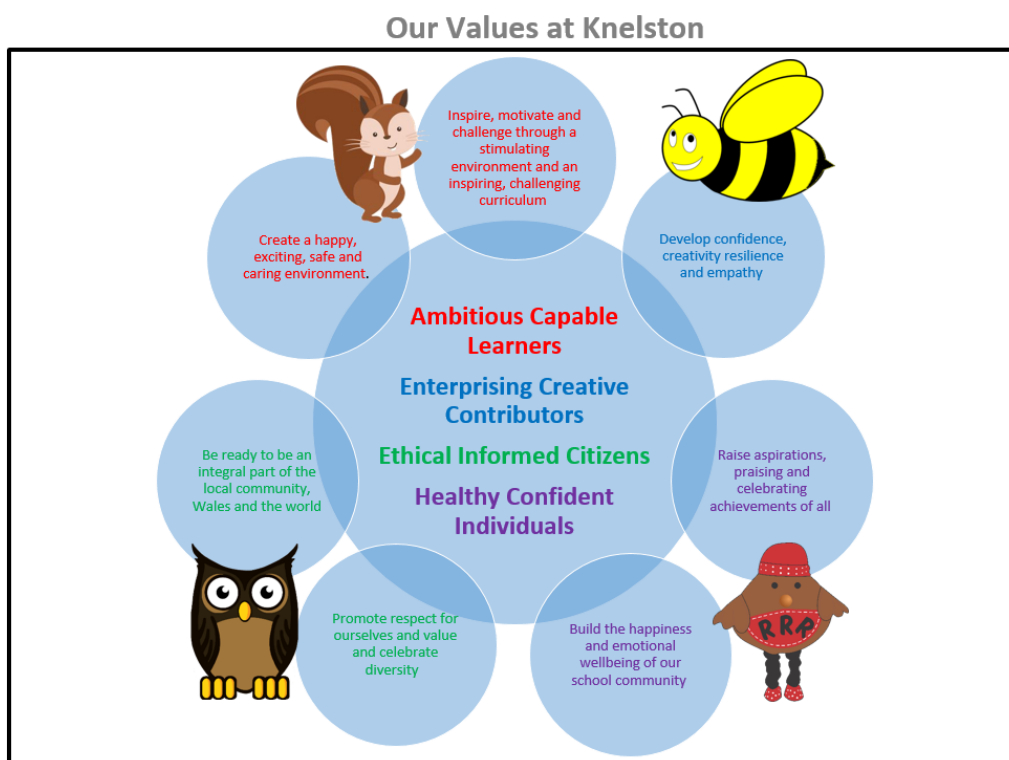 Our Values at Knelston
Inspire, motivate and
challenge through a
stimulating
environment and an
inspiring, challenging
curriculum
Create a happy,
exciting, safe and
caring environment.
Develop confidence,
creativity resilience
and empathy
Ambitious Capable
Learners
Enterprising Creative
Contributors
Ethical Informed Citizens
Healthy Confident
Individuals
Be ready to be an
integral part of the
local community,
Wales and the world
Raise aspirations,
praising and
celebrating
achievements of all
Promote respect for
ourselves and value
and celebrate
diversity
Build the happiness
and emotional
wellbeing of our
school community
RRR